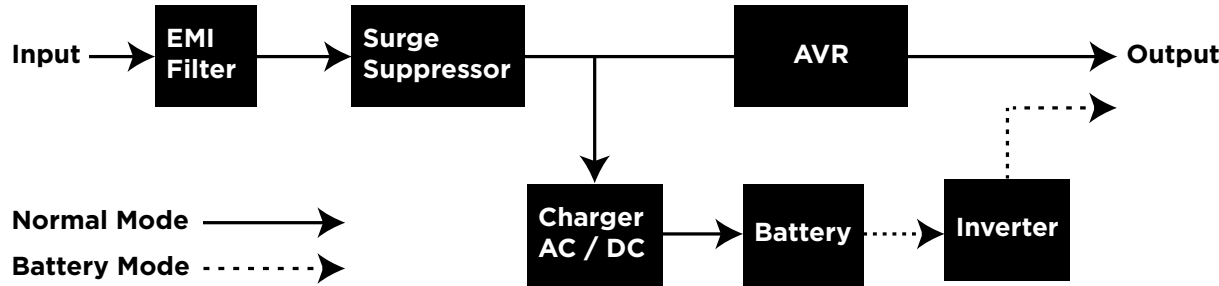 Input
EMI
Filter
Surge
Suppressor
AVR
Output
Charger
AC / DC
Battery
Inverter
Normal Mode
Battery Mode